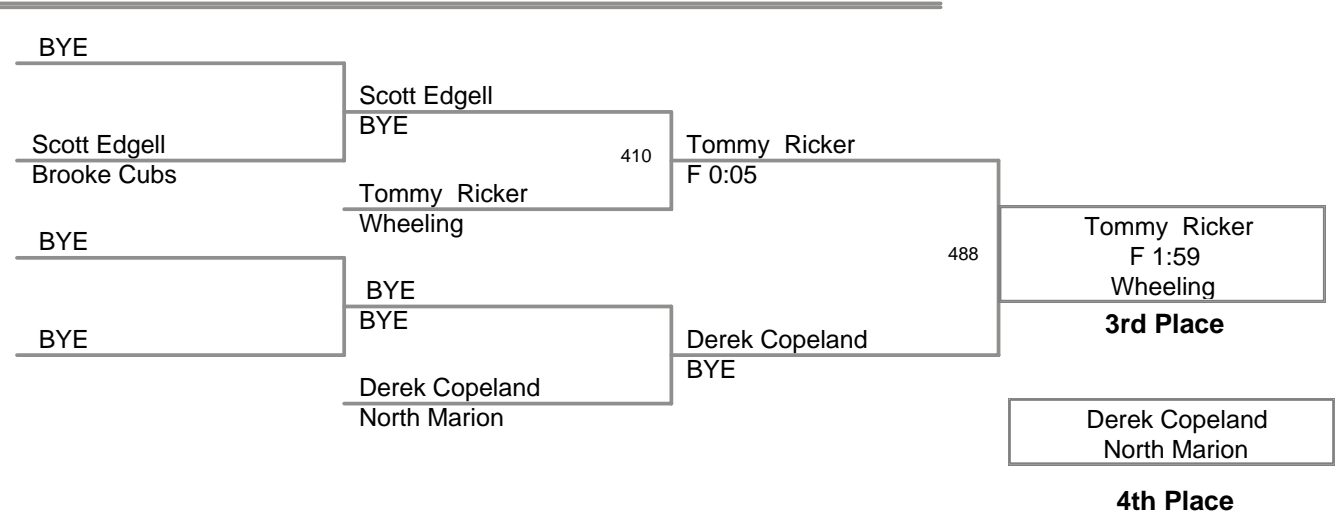 BYE
Scott Edgell
Brooke Cubs
BYE
BYE
Scott Edgell
BYE
410
Tommy Ricker
Wheeling
BYE
BYE
Derek Copeland
North Marion
Tommy Ricker
F 0:05
488
Derek Copeland
BYE
Tommy Ricker
F 1:59
Wheeling
3rd Place
Derek Copeland
North Marion
4th Place